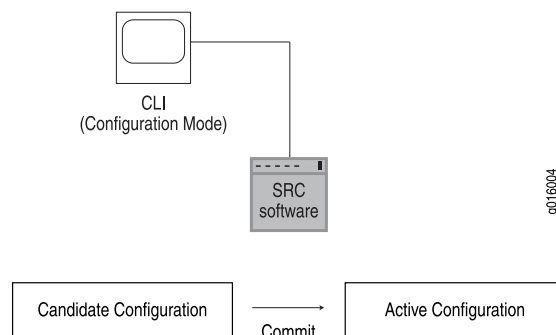 CLI
(Configuration Mode)
SRC
software
g016004
Candidate Configuration
Commit
Active Configuration